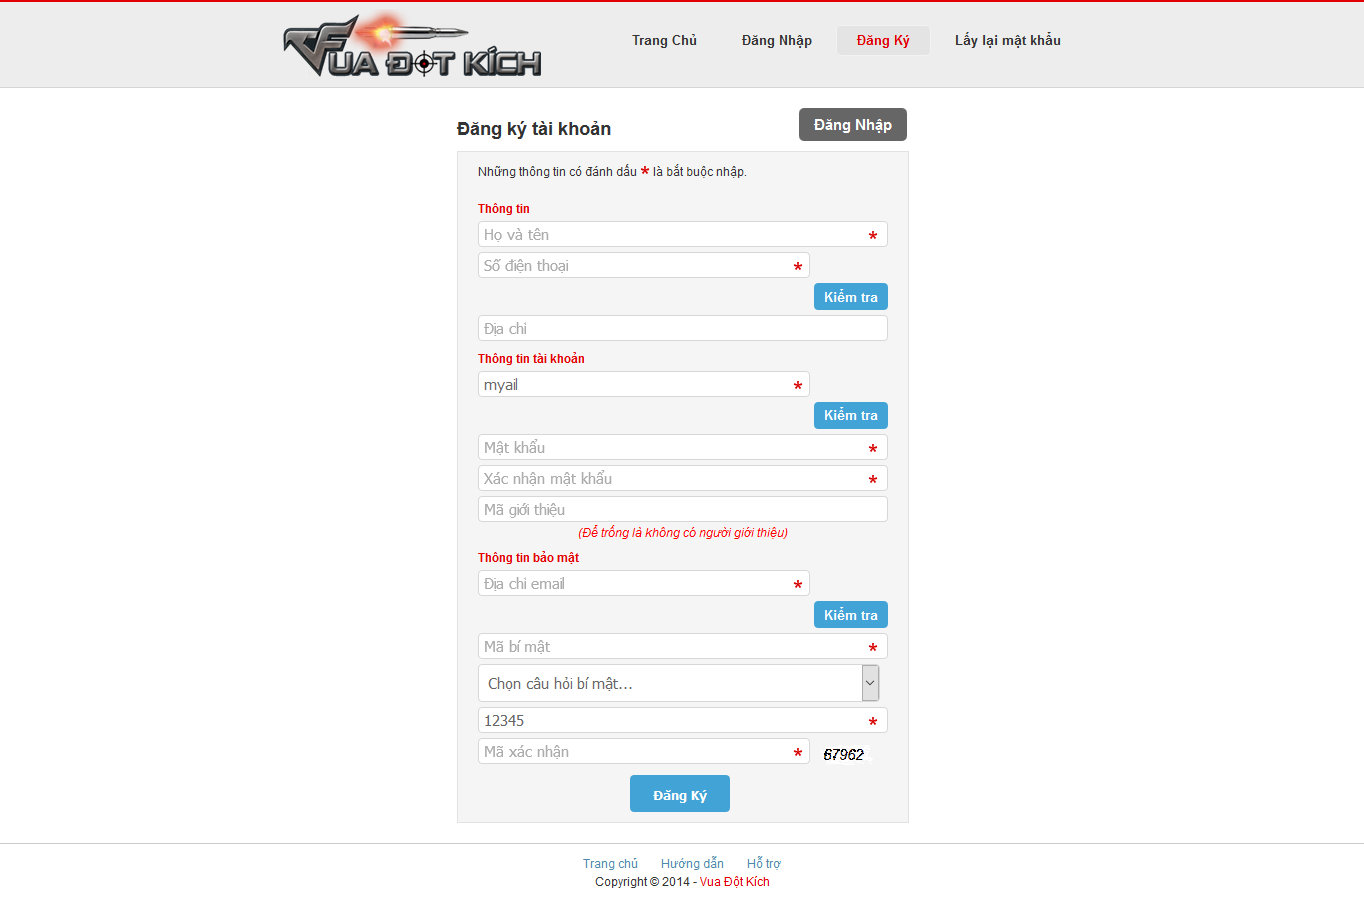 VUA ĐỘT KÍCH
Trang Chủ Đăng Nhập Đăng Ký Lấy lại mật khẩu
Đăng ký tài khoản Đăng Nhập
Những thông tin có đánh dấu * là bắt buộc nhập.
Thông tin
Họ và tên *
Số điện thoại *
Kiểm tra
Địa chỉ
Thông tin tài khoản
myail *
Kiểm tra
Mật khẩu *
Xác nhận mật khẩu *
Mã giới thiệu
(Để trống là không có người giới thiệu)
Thông tin bảo mật
Địa chỉ email *
Kiểm tra
Mã bí mật *
Chọn câu hỏi bí mật...
12345 *
Mã xác nhận * 67962
Đăng Ký
Trang chủ Hướng dẫn Hỗ trợ
Copyright © 2014 - Vua Đột Kích